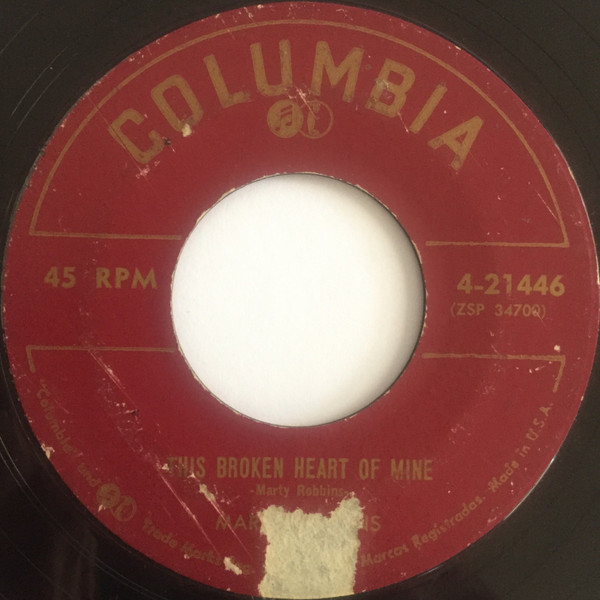 COLUMBIA
45 RPM
4-21446
(ZSP 34700)
THIS BROKEN HEART OF MINE
-Marty Robbins-
"Columbia" and
Trade Marks
Marcas Registradas. Made in U.S.A.